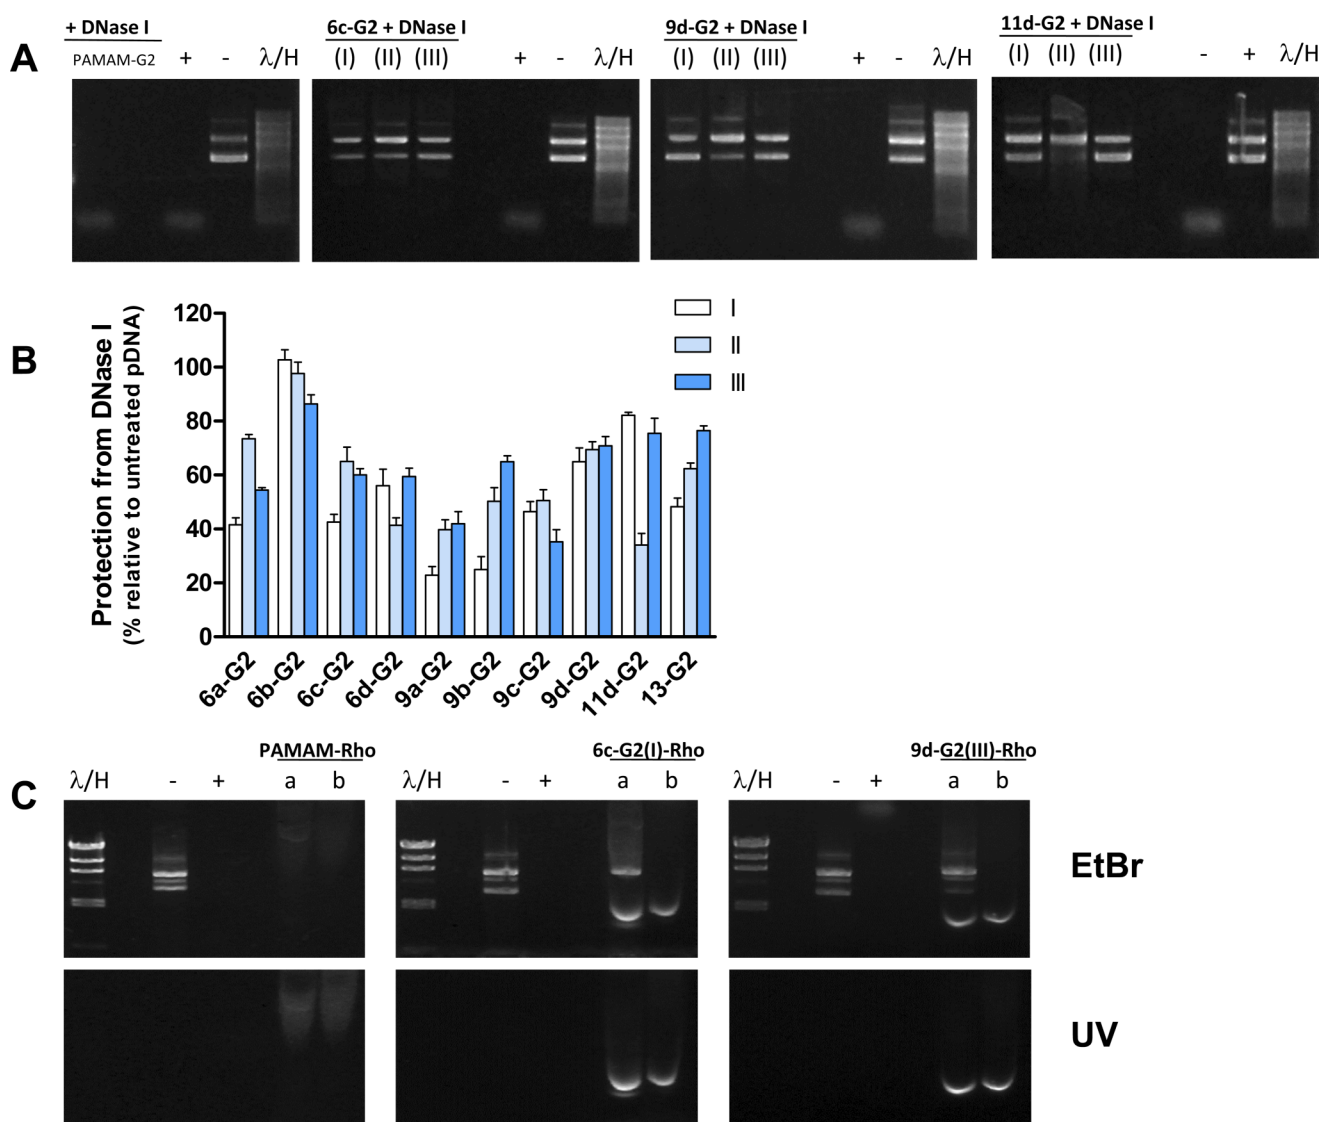 A
+ DNase I
PAMAM-G2 + - λ/H
6c-G2 + DNase I
(I) (II) (III) + - λ/H
9d-G2 + DNase I
(I) (II) (III) + - λ/H
11d-G2 + DNase I
(I) (II) (III) - + λ/H
B
Protection from DNase I
(% relative to untreated pDNA)
120
100
80
60
40
20
0
I
II
III
6a-G2
6b-G2
6c-G2
6d-G2
9a-G2
9b-G2
9c-G2
9d-G2
11d-G2
13-G2
C
PAMAM-Rho
λ/H - + a b
6c-G2(I)-Rho
λ/H - + a b
9d-G2(III)-Rho
λ/H - + a b
EtBr
UV